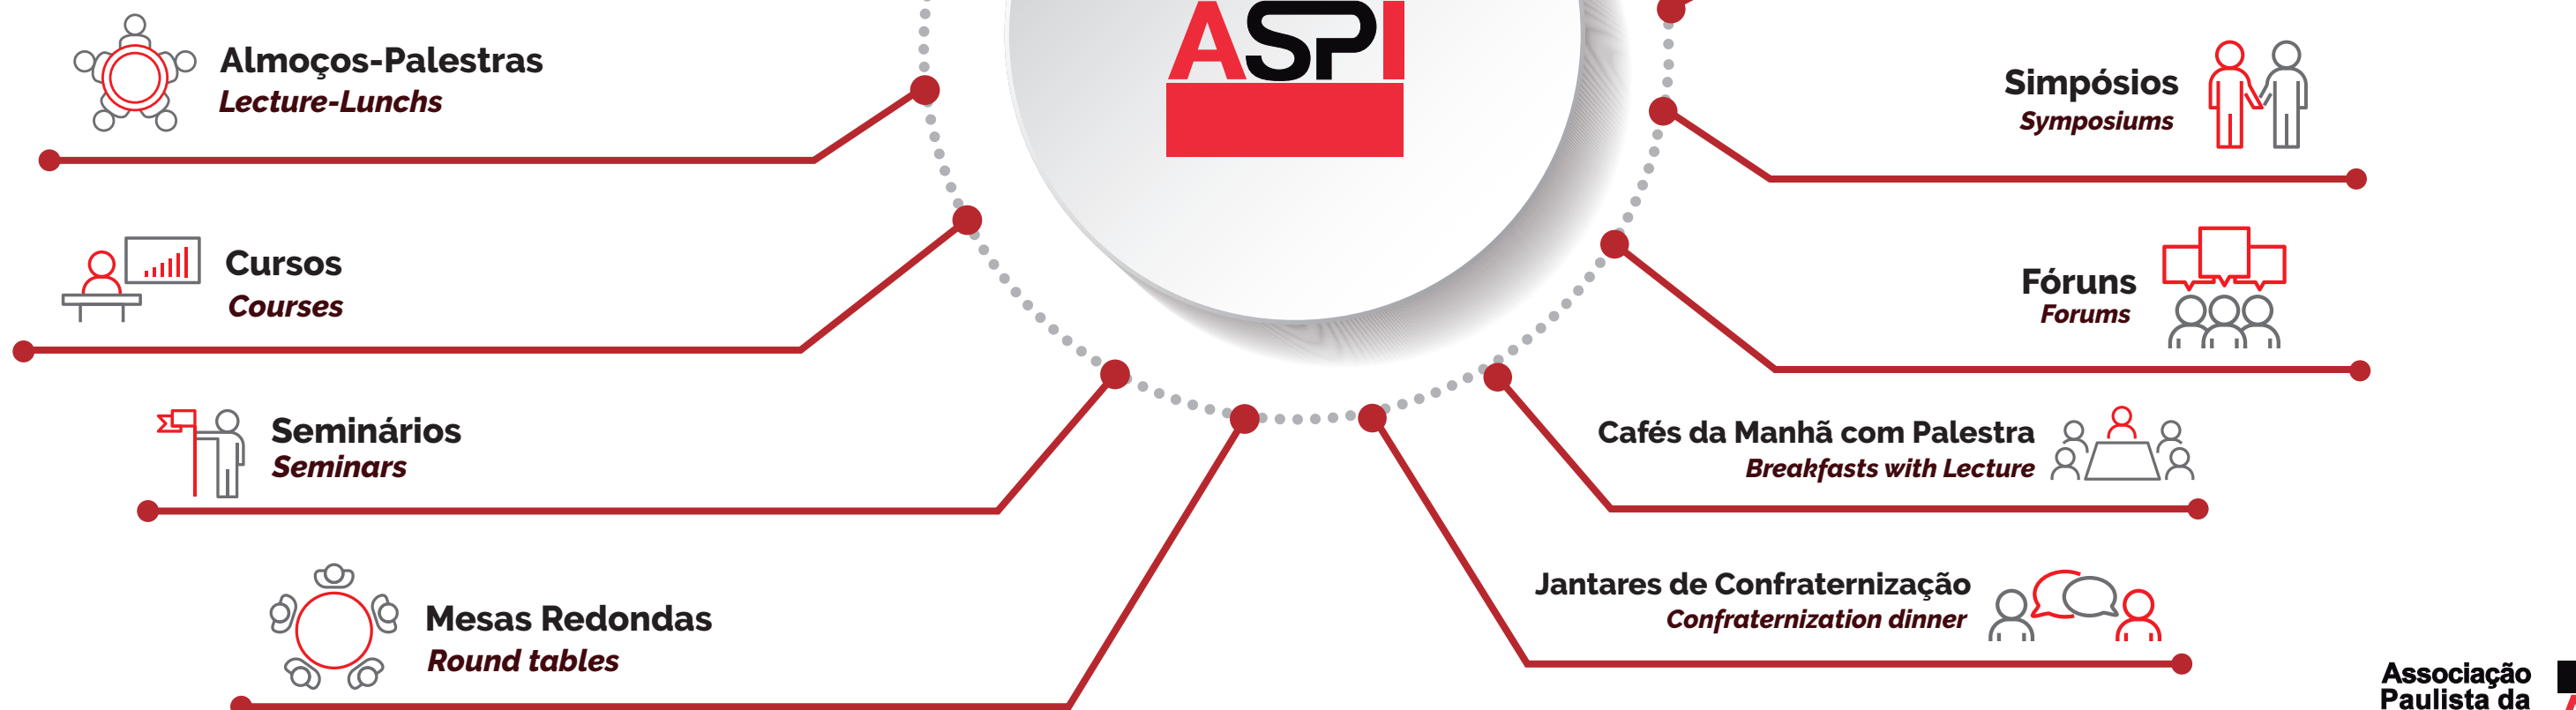 ASPI
Almoços-Palestras
Lecture-Lunchs
Cursos
Courses
Seminários
Seminars
Mesas Redondas
Round tables
Simpósios
Symposiums
Fóruns
Forums
Cafés da Manhã com Palestra
Breakfasts with Lecture
Jantares de Confraternização
Confraternization dinner
Associação
Paulista da